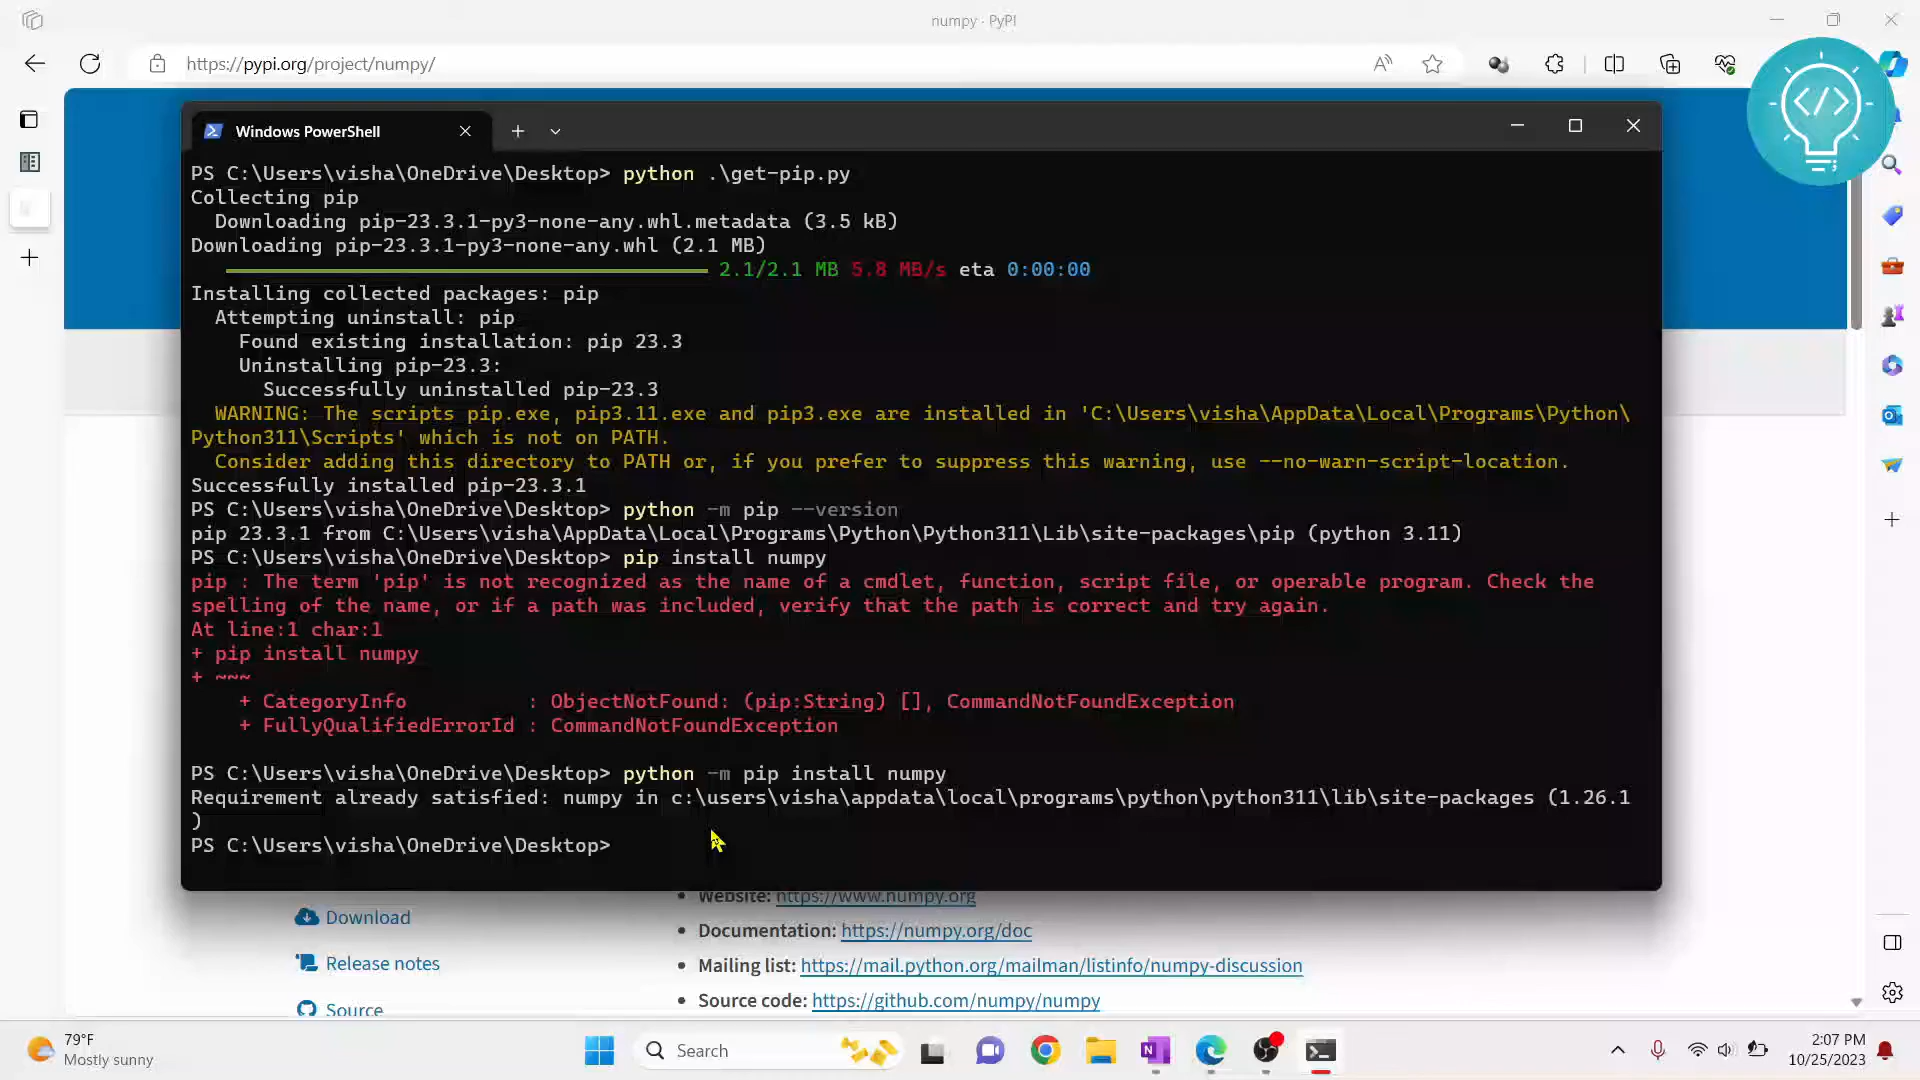 numpy · PyPI
https://pypi.org/project/numpy/
Windows PowerShell
PS C:\Users\visha\OneDrive\Desktop> python .\get-pip.py
Collecting pip
  Downloading pip-23.3.1-py3-none-any.whl.metadata (3.5 kB)
Downloading pip-23.3.1-py3-none-any.whl (2.1 MB)
2.1/2.1 MB 5.8 MB/s eta 0:00:00
Installing collected packages: pip
  Attempting uninstall: pip
    Found existing installation: pip 23.3
    Uninstalling pip-23.3:
      Successfully uninstalled pip-23.3
  WARNING: The scripts pip.exe, pip3.11.exe and pip3.exe are installed in 'C:\Users\visha\AppData\Local\Programs\Python\
Python311\Scripts' which is not on PATH.
  Consider adding this directory to PATH or, if you prefer to suppress this warning, use --no-warn-script-location.
Successfully installed pip-23.3.1
PS C:\Users\visha\OneDrive\Desktop> python -m pip --version
pip 23.3.1 from C:\Users\visha\AppData\Local\Programs\Python\Python311\Lib\site-packages\pip (python 3.11)
PS C:\Users\visha\OneDrive\Desktop> pip install numpy
pip : The term 'pip' is not recognized as the name of a cmdlet, function, script file, or operable program. Check the
spelling of the name, or if a path was included, verify that the path is correct and try again.
At line:1 char:1
+ pip install numpy
+ ~~~
    + CategoryInfo          : ObjectNotFound: (pip:String) [], CommandNotFoundException
    + FullyQualifiedErrorId : CommandNotFoundException
PS C:\Users\visha\OneDrive\Desktop> python -m pip install numpy
Requirement already satisfied: numpy in c:\users\visha\appdata\local\programs\python\python311\lib\site-packages (1.26.1
)
PS C:\Users\visha\OneDrive\Desktop>
Website: https://www.numpy.org
Download
Documentation: https://numpy.org/doc
Release notes
Mailing list: https://mail.python.org/mailman/listinfo/numpy-discussion
Source
Source code: https://github.com/numpy/numpy
79°F
Mostly sunny
Search
2:07 PM
10/25/2023